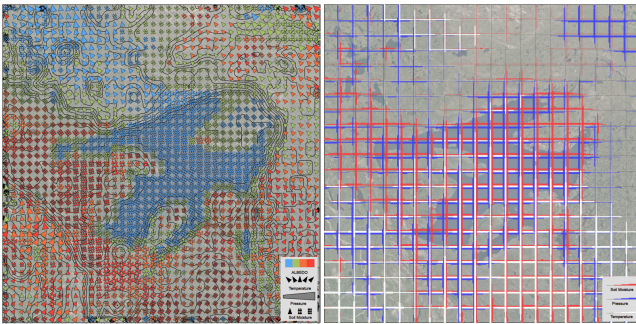 ALBEDO
Temperature
Pressure
Soil Moisture
Soil Moisture
Pressure
Temperature